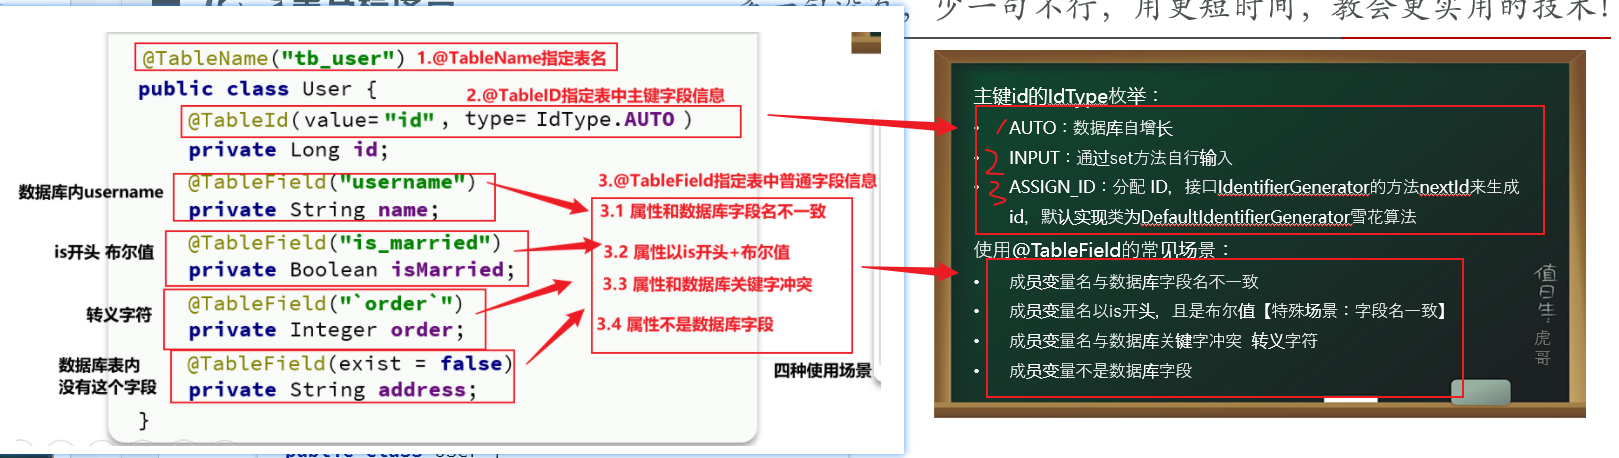 少一句不行，用更短时间，教会更实用的技术!
@TableName("tb_user") 1.@TableName指定表名
public class User {
2.@TableID指定表中主键字段信息
@TableId(value="id", type= IdType.AUTO )
private Long id;
数据库内username
@TableField("username")
private String name;
3.@TableField指定表中普通字段信息
3.1 属性和数据库字段名不一致
is开头 布尔值
@TableField("is_married")
private Boolean isMarried;
3.2 属性以is开头+布尔值
3.3 属性和数据库关键字冲突
转义字符
@TableField("`order`")
private Integer order;
3.4 属性不是数据库字段
数据库表内
没有这个字段
@TableField(exist = false)
private String address;
四种使用场景
}
public class User {
主键id的IdType枚举：
1 • AUTO：数据库自增长
2 • INPUT：通过set方法自行输入
3 • ASSIGN_ID：分配 ID，接口IdentifierGenerator的方法nextId来生成
id，默认实现类为DefaultIdentifierGenerator雪花算法
使用@TableField的常见场景：
• 成员变量名与数据库字段名不一致
• 成员变量名以is开头，且是布尔值【特殊场景：字段名一致】
• 成员变量名与数据库关键字冲突 转义字符
• 成员变量不是数据库字段
值日生：虎哥